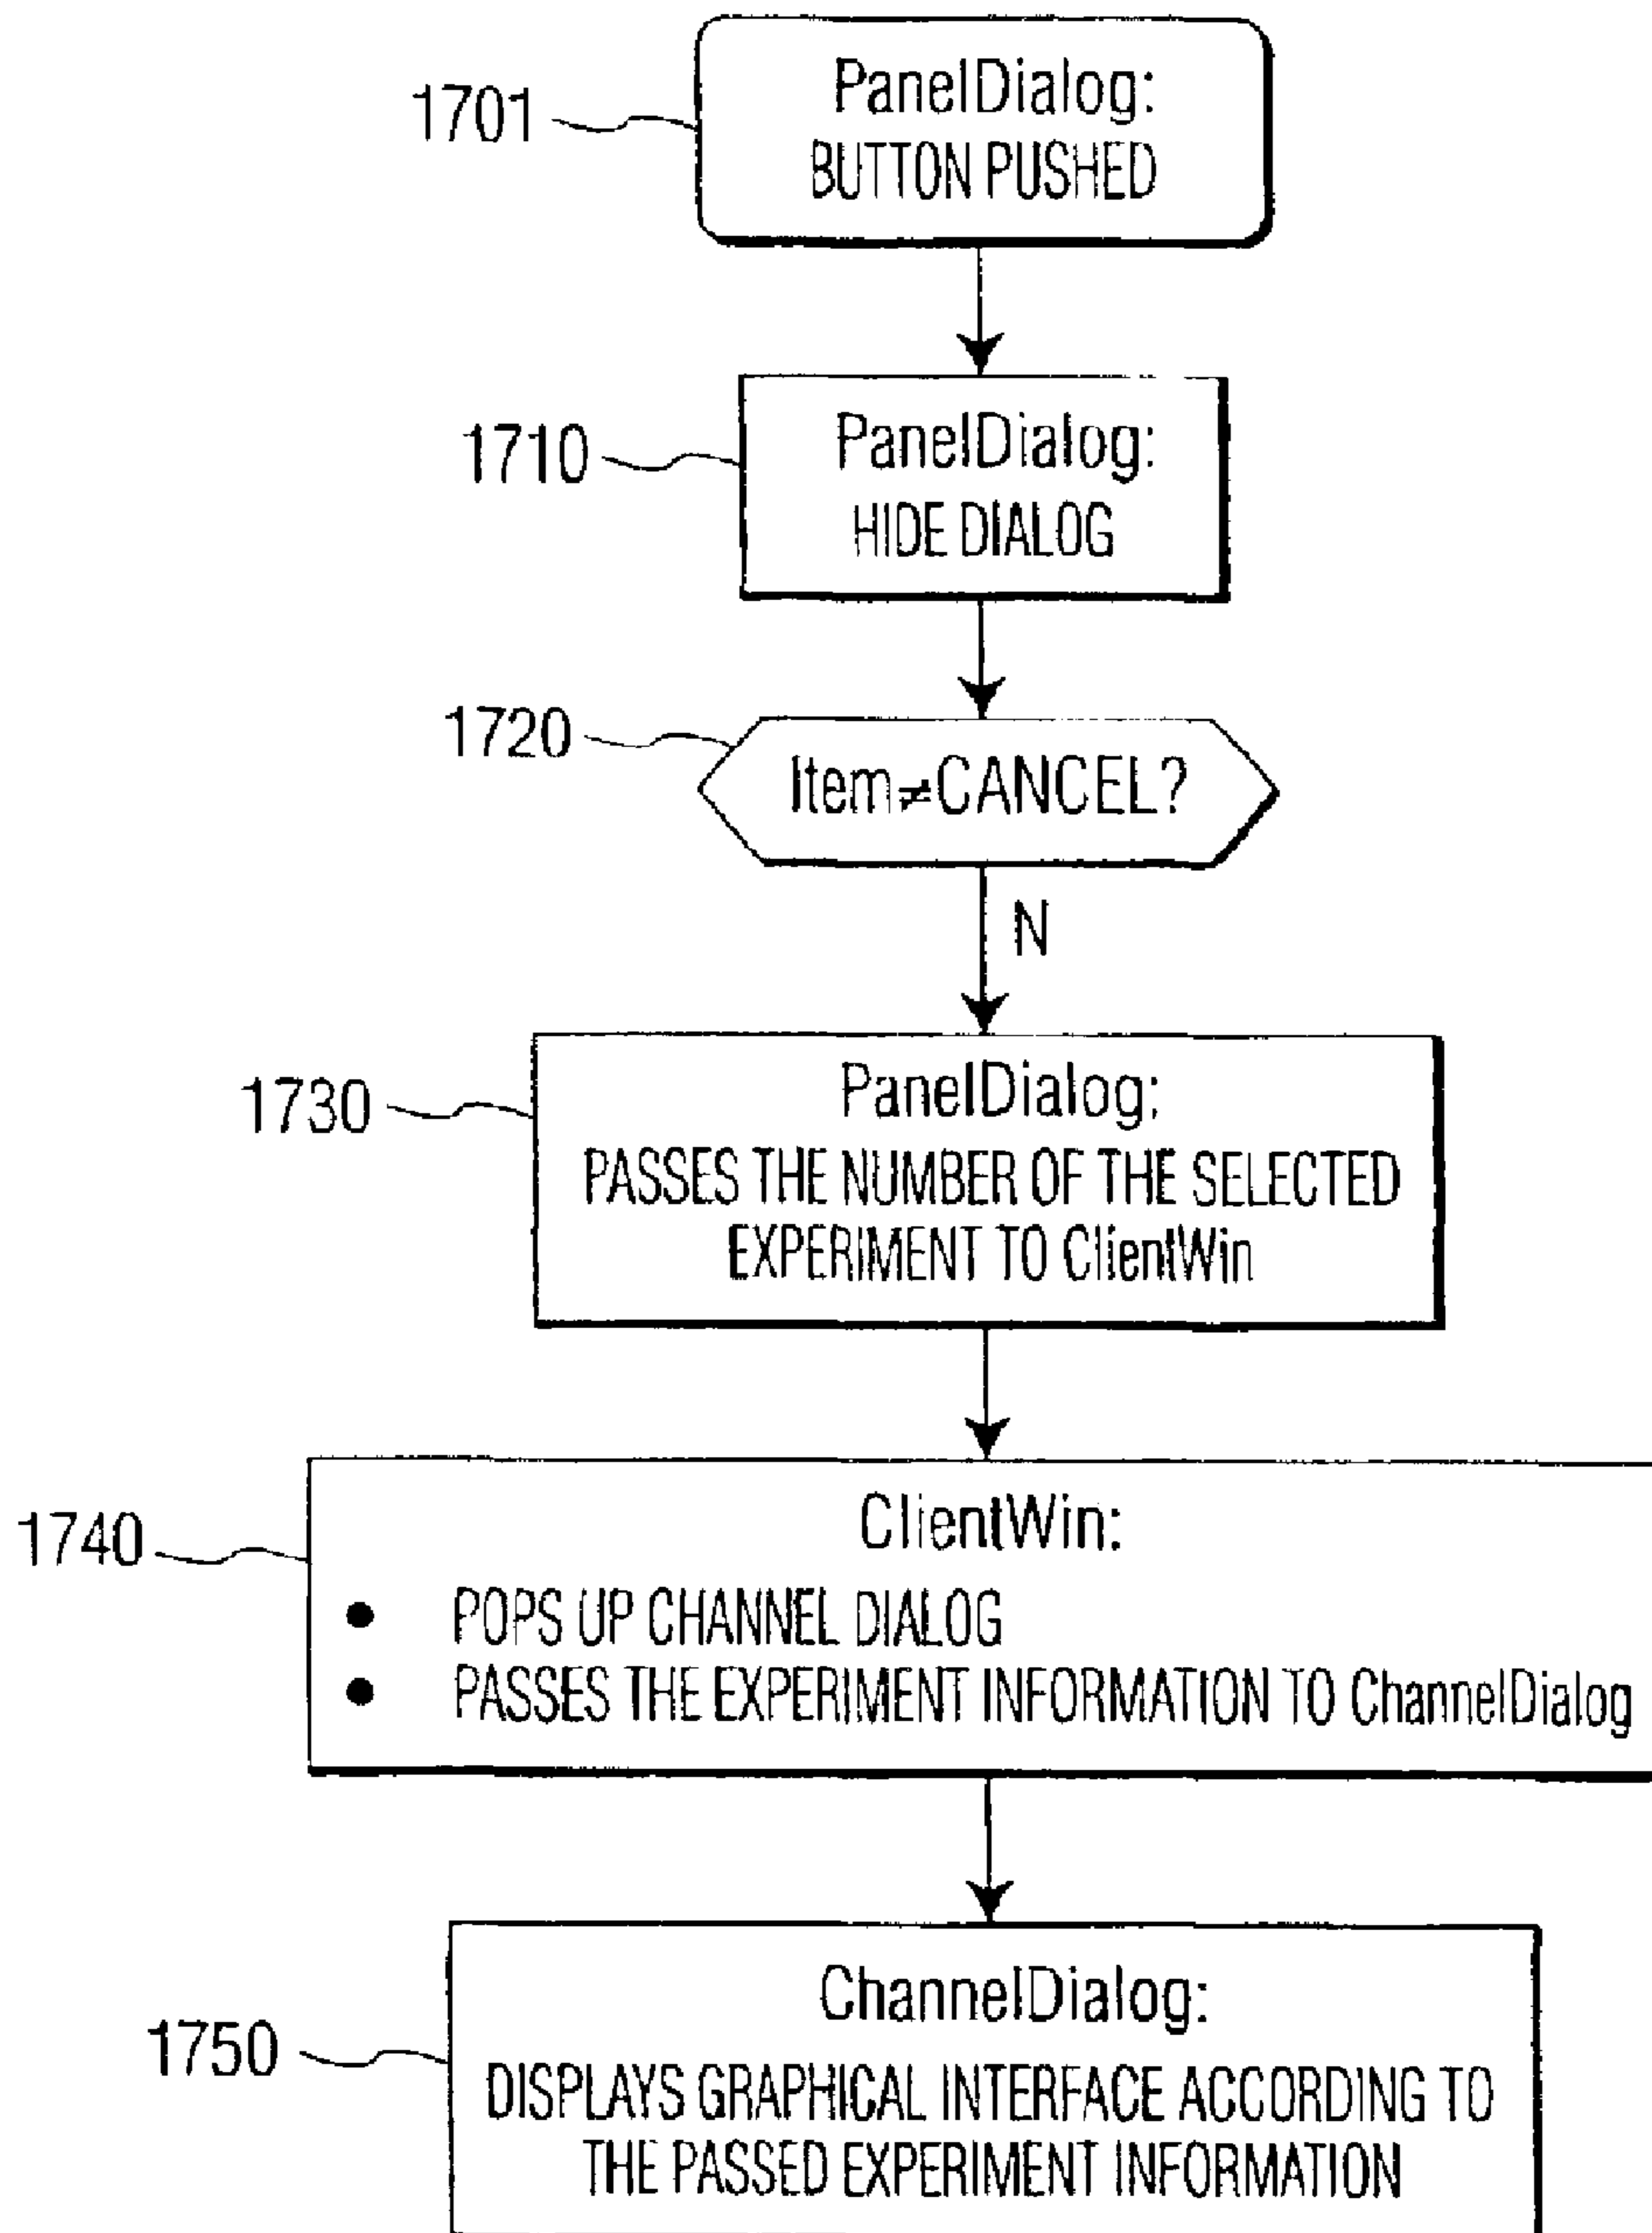 1701
PanelDialog:
BUTTON PUSHED
1710
PanelDialog:
HIDE DIALOG
1720
Item≠CANCEL?
N
1730
PanelDialog:
PASSES THE NUMBER OF THE SELECTED
EXPERIMENT TO ClientWin
1740
ClientWin:
● POPS UP CHANNEL DIALOG
● PASSES THE EXPERIMENT INFORMATION TO ChannelDialog
1750
ChannelDialog:
DISPLAYS GRAPHICAL INTERFACE ACCORDING TO
THE PASSED EXPERIMENT INFORMATION